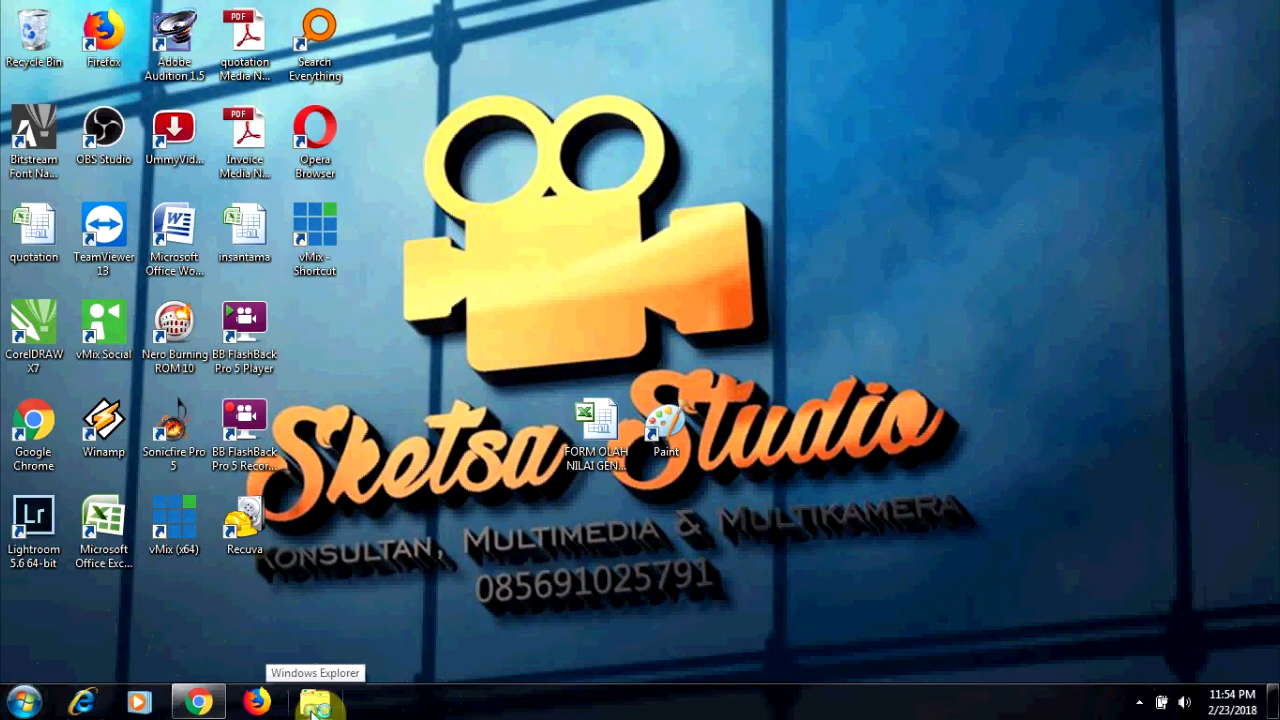 Recycle Bin
Firefox
Adobe
Audition 1.5
PDF
quotation
Media N...
Search
Everything
Bitstream
Font Na...
OBS Studio
UmmyVid...
PDF
Invoice
Media N...
Opera
Browser
quotation
TeamViewer
13
Microsoft
Office Wo...
insantama
vMix -
Shortcut
CorelDRAW
X7
vMix Social
Nero Burning
ROM 10
BB FlashBack
Pro 5 Player
Google
Chrome
Winamp
Sonicfire Pro
5
BB FlashBack
Pro 5 Recor...
FORM OLAH
NILAI GEN...
Paint
Sketsa Studio
Lr
Lightroom
5.6 64-bit
Microsoft
Office Exc...
vMix (x64)
Recuva
KONSULTAN, MULTIMEDIA & MULTIKAMERA
085691025791
Windows Explorer
11:54 PM
2/23/2018